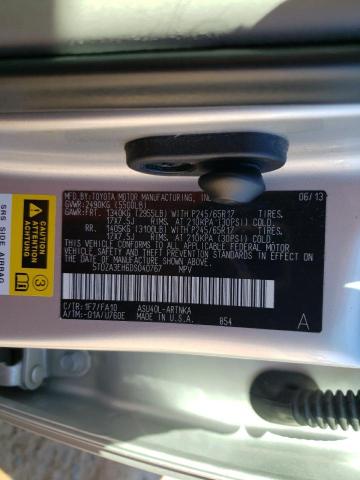 MFD.BY:TOYOTA MOTOR MANUFACTURING, IN 06/13
GVWR: 2490KG (5500LB)
GAWR:FRT. 1340KG (2955LB) WITH P245/65R17 TIRES,
17X7.5J RIMS, AT 210KPA (30PSI) COLD.
RR. 1405KG (3100LB) WITH P245/65R17 TIRES,
17X7.5J RIMS, AT 210KPA (30PSI) COLD.
THIS VEHICLE CONFORMS TO ALL APPLICABLE FEDERAL MOTOR
VEHICLE SAFETY AND THEFT PREVENTION STANDARDS IN EFFECT ON
THE DATE OF MANUFACTURE SHOWN ABOVE.
5TDZA3EH6DS040767 MPV
C/TR: 1F7/FA10 ASU40L-ARTNKA
A/TM:-01A/U760E MADE IN U.S.A. 854 A
SRS SIDE AIRBAG
ATTENTION
3